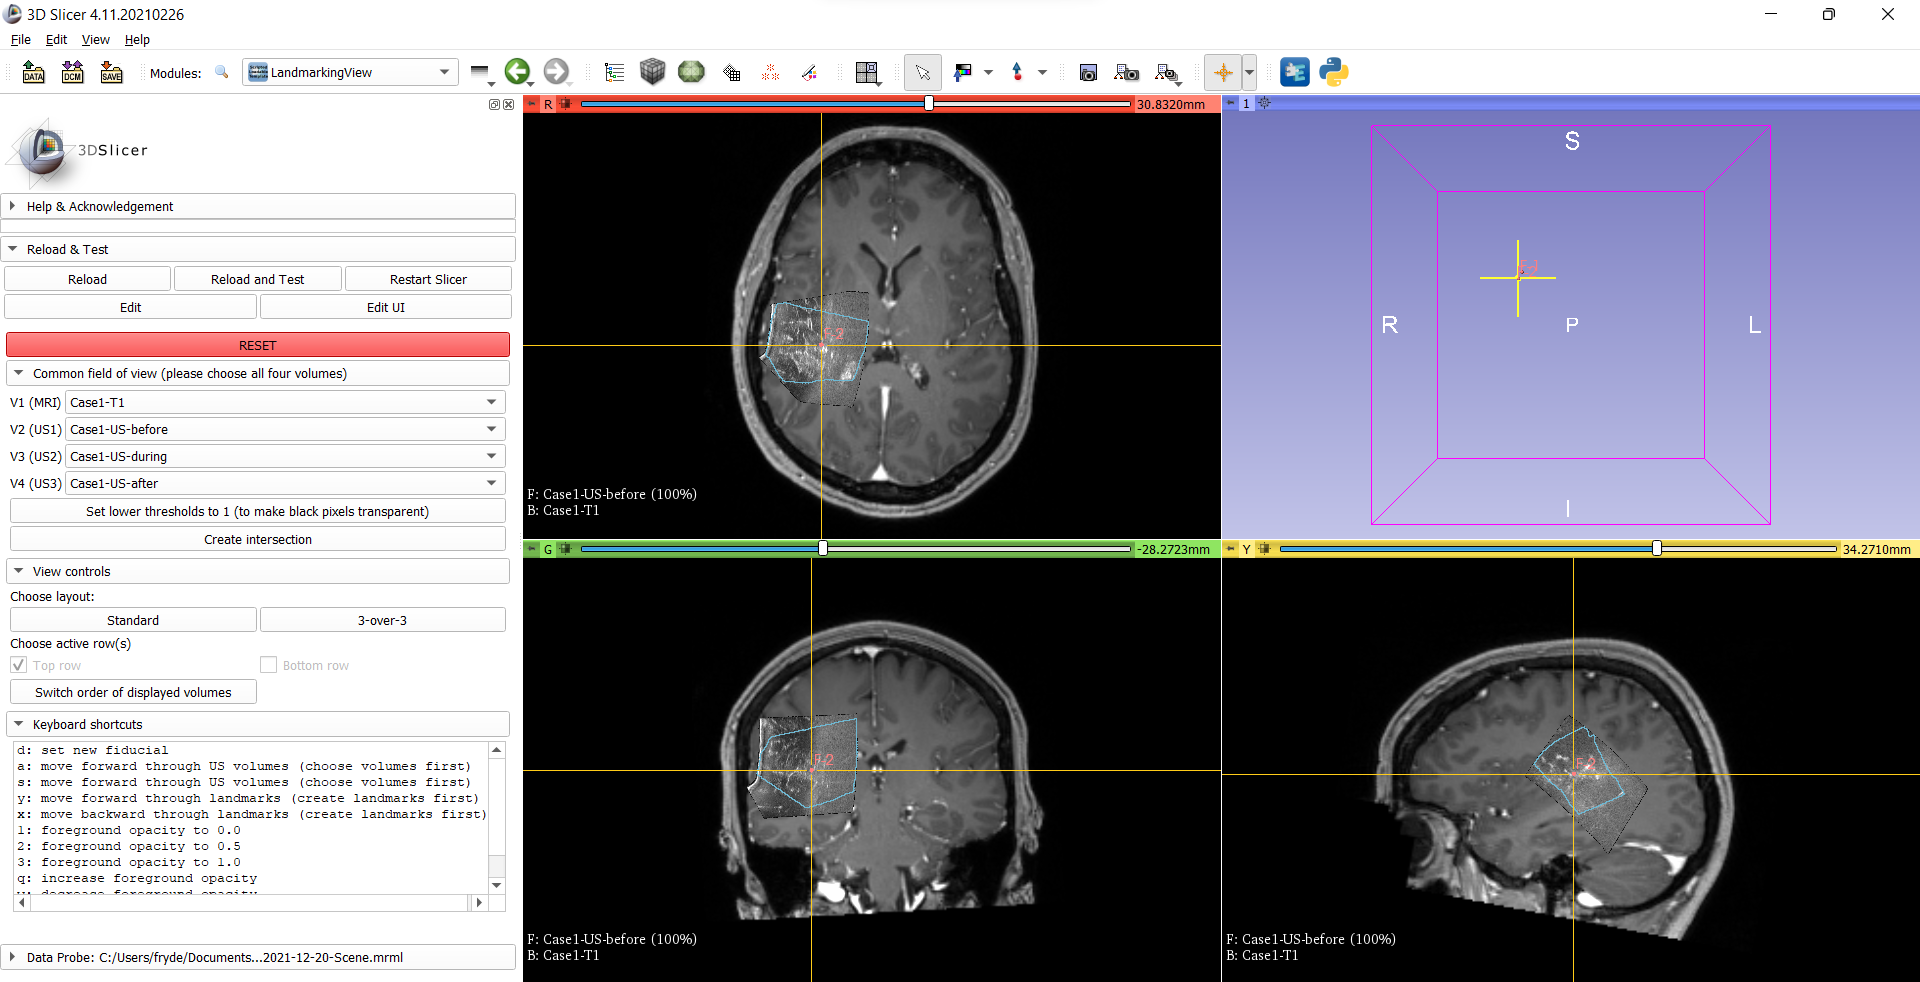 3D Slicer 4.11.20210226
File Edit View Help
DATA DCM SAVE Modules: LandmarkingView
3DSlicer
Help & Acknowledgement
Reload & Test
Reload Reload and Test Restart Slicer
Edit Edit UI
RESET
Common field of view (please choose all four volumes)
V1 (MRI) Case1-T1
V2 (US1) Case1-US-before
V3 (US2) Case1-US-during
V4 (US3) Case1-US-after
Set lower thresholds to 1 (to make black pixels transparent)
Create intersection
View controls
Choose layout:
Standard 3-over-3
Choose active row(s)
Top row Bottom row
Switch order of displayed volumes
Keyboard shortcuts
d: set new fiducial
a: move forward through US volumes (choose volumes first)
s: move forward through US volumes (choose volumes first)
y: move forward through landmarks (create landmarks first)
x: move backward through landmarks (create landmarks first)
1: foreground opacity to 0.0
2: foreground opacity to 0.5
3: foreground opacity to 1.0
q: increase foreground opacity
w: decrease foreground opacity
Data Probe: C:/Users/fryde/Documents...2021-12-20-Scene.mrml
R 30.8320mm
F: Case1-US-before (100%)
B: Case1-T1
1
S
R P L
I
G -28.2723mm
F: Case1-US-before (100%)
B: Case1-T1
Y 34.2710mm
F: Case1-US-before (100%)
B: Case1-T1